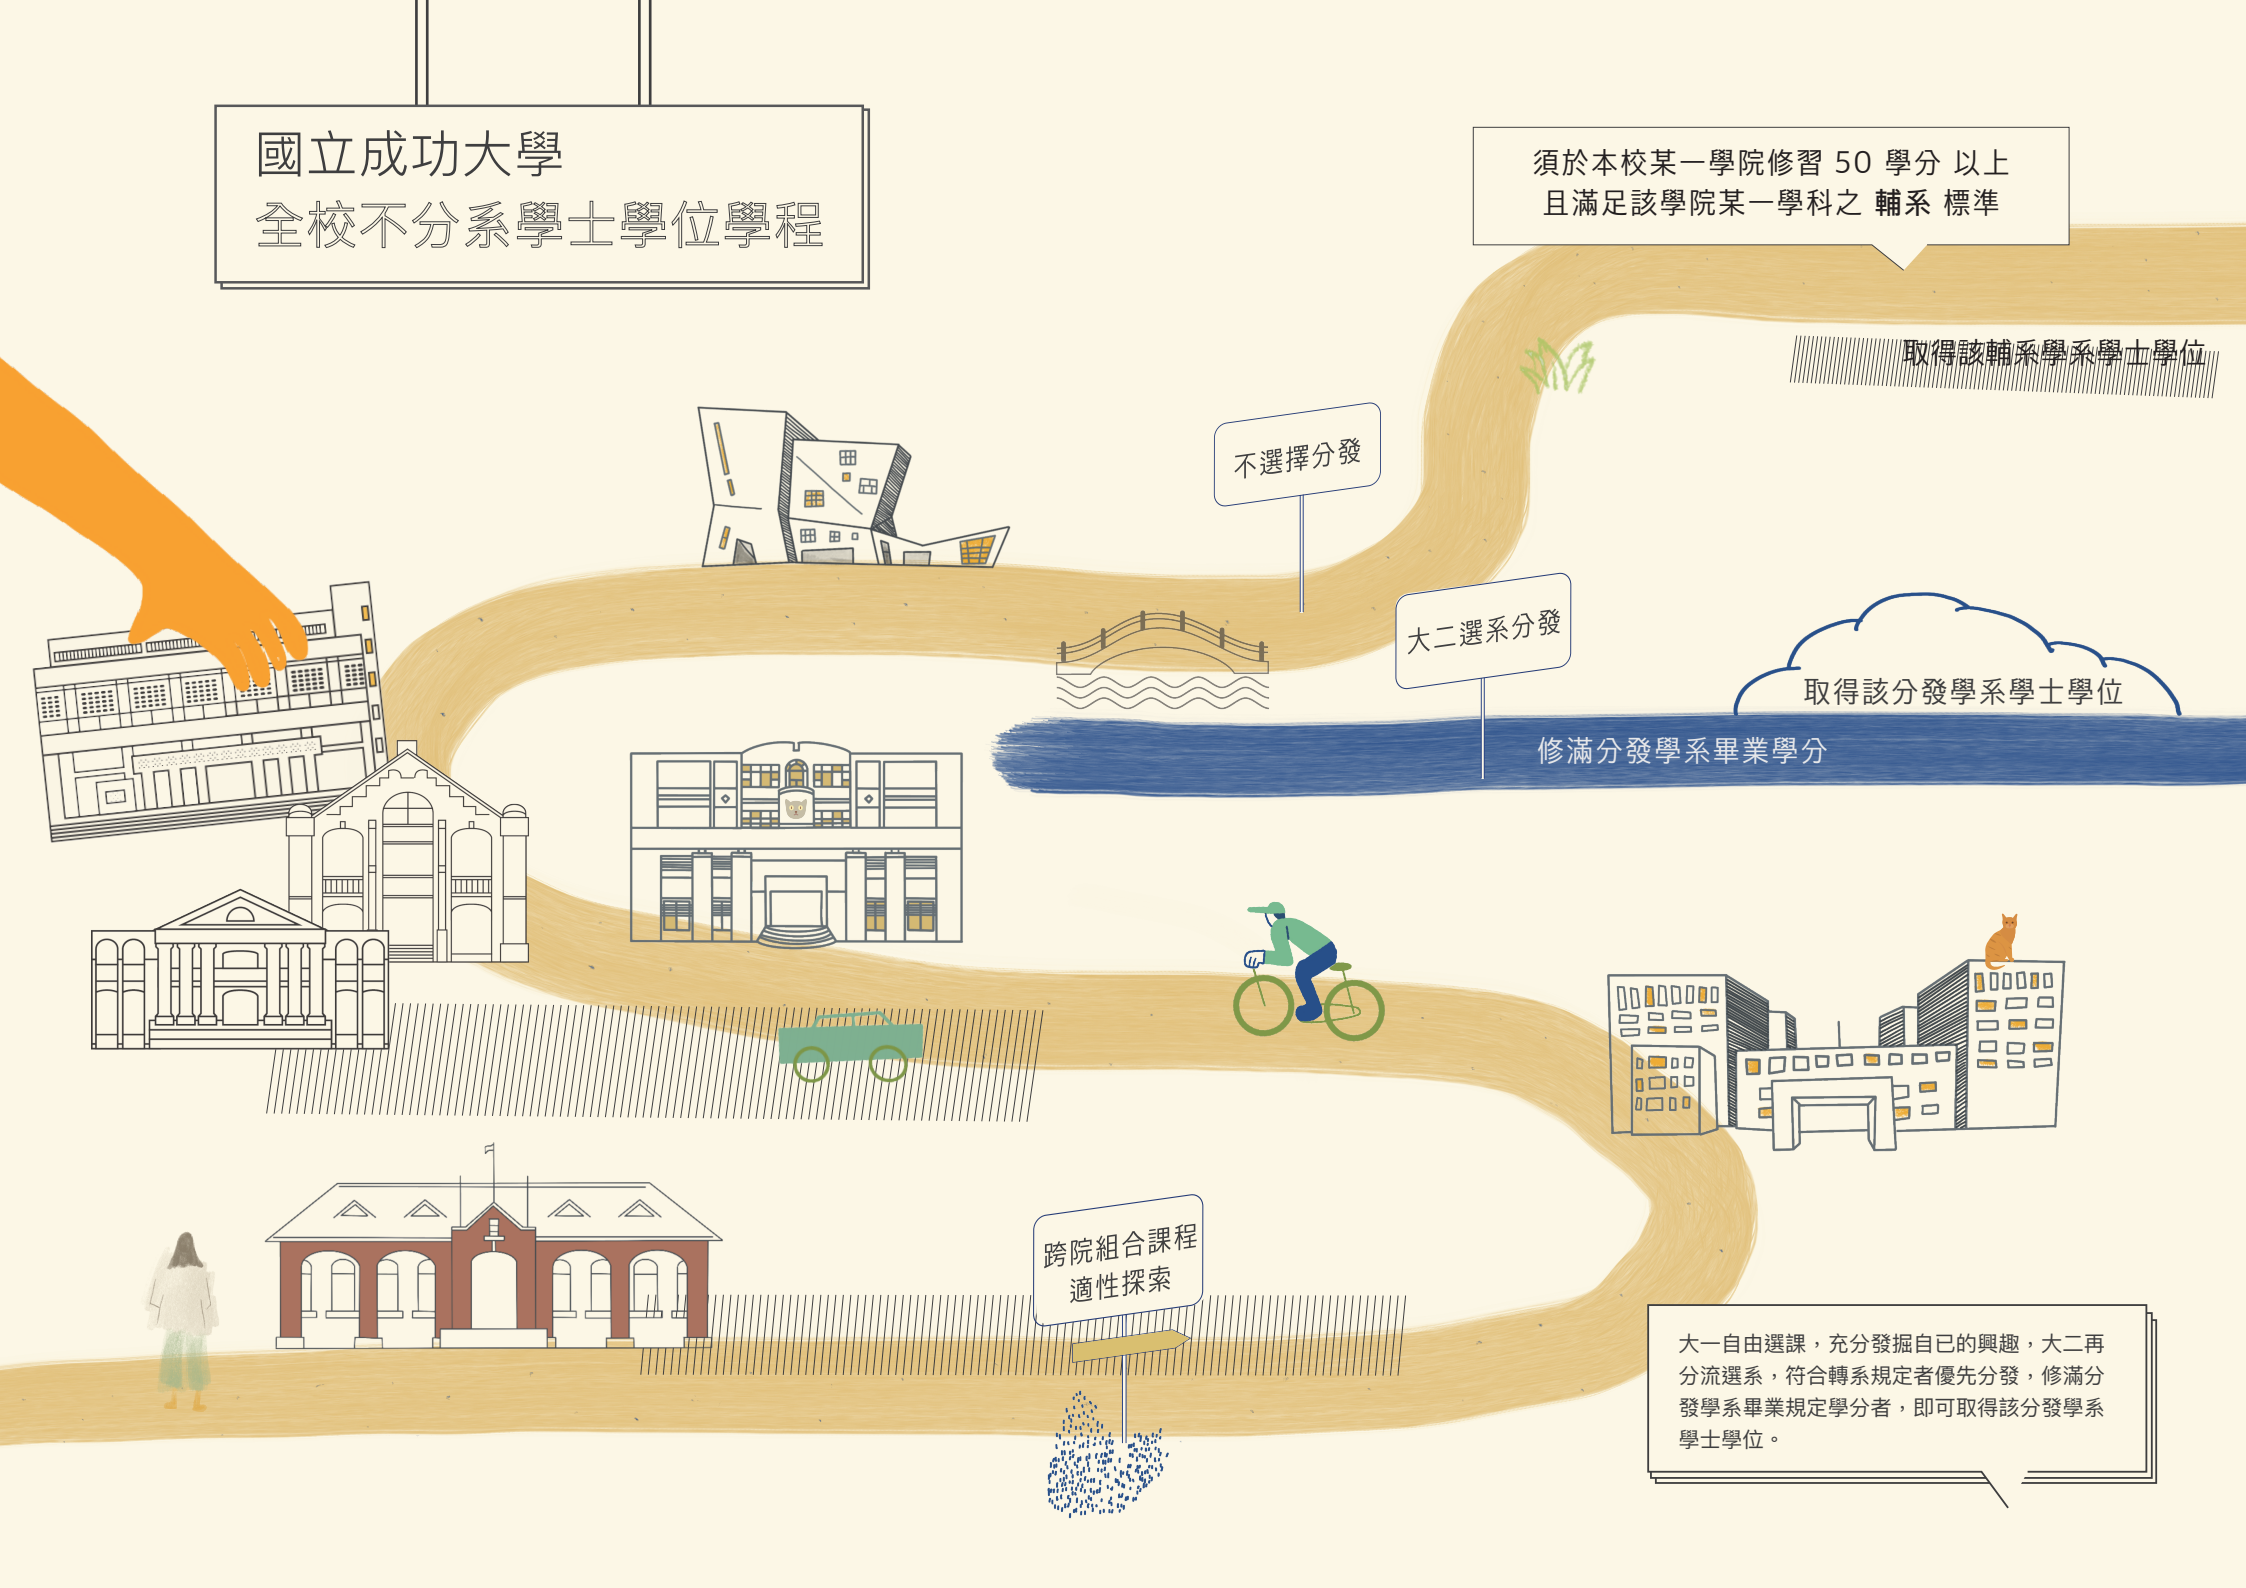 國立成功大學
全校不分系學士學位學程
須於本校某一學院修習 50 學分 以上
且滿足該學院某一學科之 輔系 標準
取得該輔系學系學士學位
不選擇分發
大二選系分發
取得該分發學系學士學位
修滿分發學系畢業學分
跨院組合課程
適性探索
大一自由選課，充分發掘自已的興趣，大二再
分流選系，符合轉系規定者優先分發，修滿分
發學系畢業規定學分者，即可取得該分發學系
學士學位。